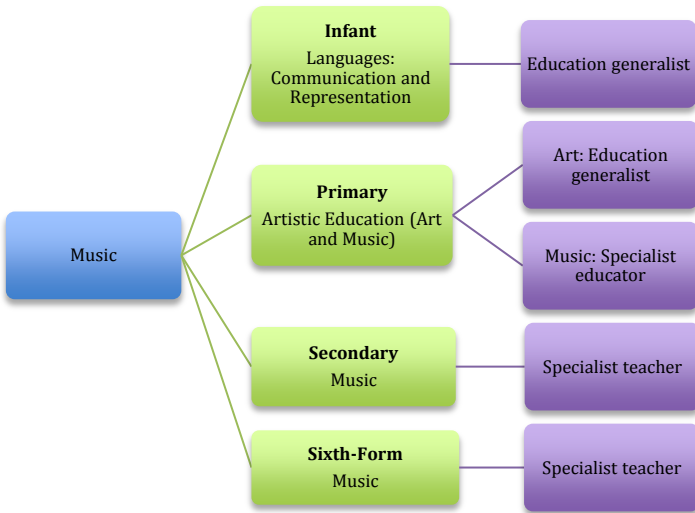 Music
Infant
Languages:
Communication and
Representation
Education generalist
Primary
Artistic Education (Art
and Music)
Art: Education
generalist
Music: Specialist
educator
Secondary
Music
Specialist teacher
Sixth-Form
Music
Specialist teacher